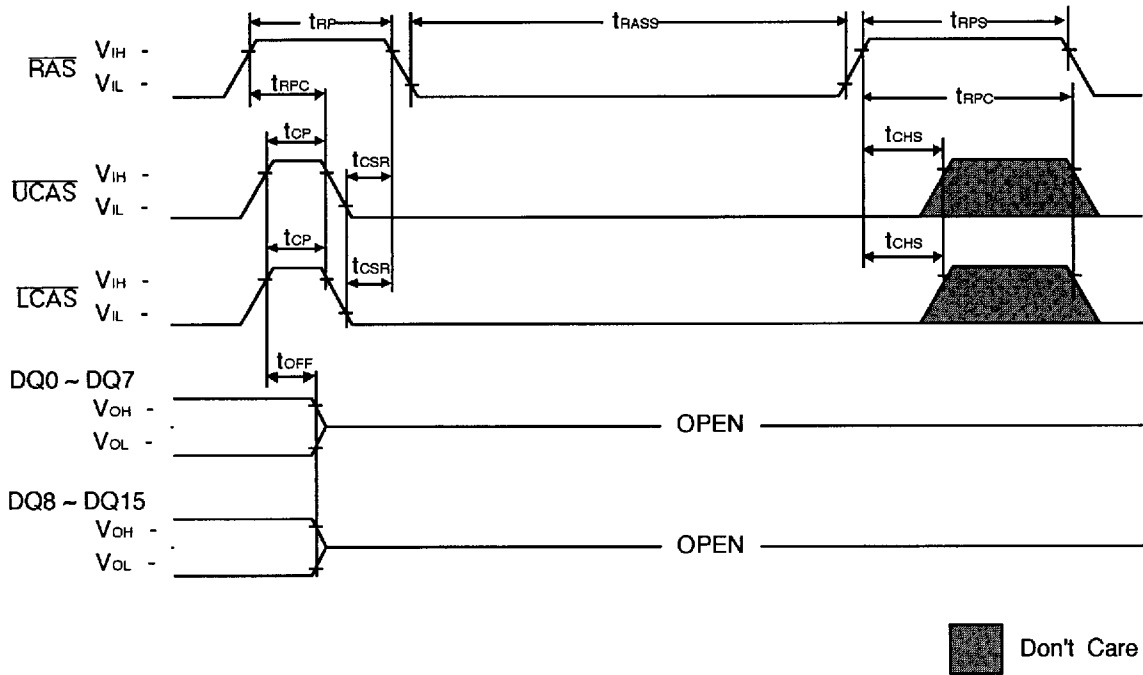 tRP tRASS tRPS
RAS VIH -
VIL -
tRPC tRPC
tCP tCSR tCHS
UCAS VIH -
VIL -
tCP tCSR tCHS
LCAS VIH -
VIL -
tOFF
DQ0 ~ DQ7
VOH -
VOL -
OPEN
DQ8 ~ DQ15
VOH -
VOL -
OPEN
Don't Care